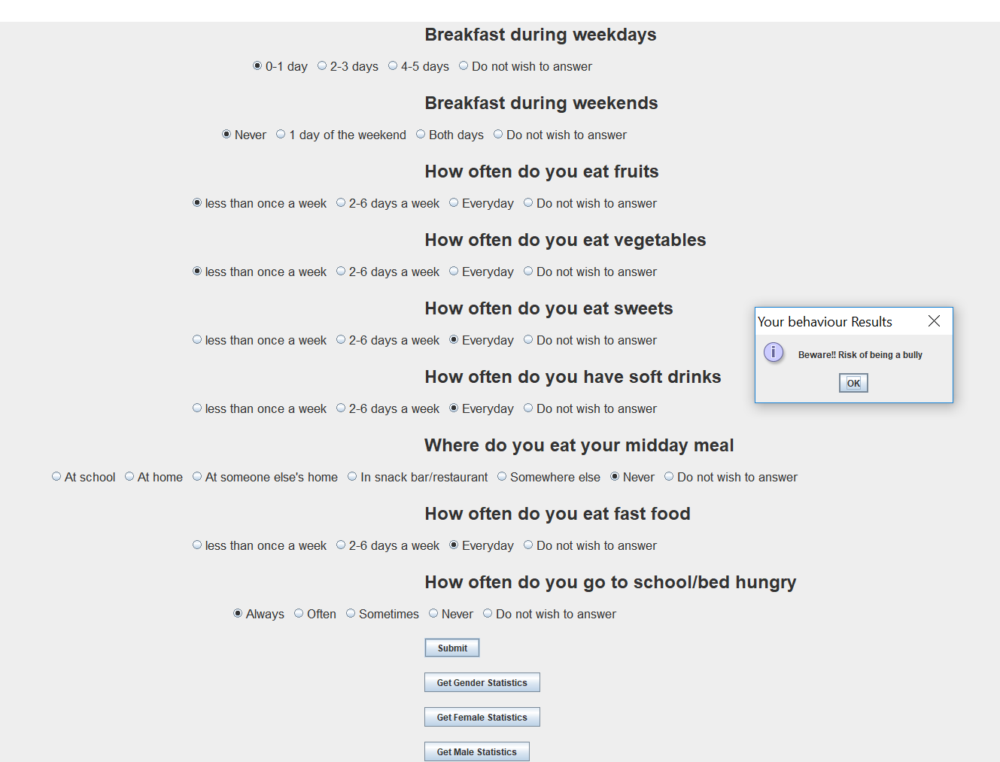 Breakfast during weekdays
0-1 day 2-3 days 4-5 days Do not wish to answer
Breakfast during weekends
Never 1 day of the weekend Both days Do not wish to answer
How often do you eat fruits
less than once a week 2-6 days a week Everyday Do not wish to answer
How often do you eat vegetables
less than once a week 2-6 days a week Everyday Do not wish to answer
How often do you eat sweets
less than once a week 2-6 days a week Everyday Do not wish to answer
How often do you have soft drinks
less than once a week 2-6 days a week Everyday Do not wish to answer
Where do you eat your midday meal
At school At home At someone else's home In snack bar/restaurant Somewhere else Never Do not wish to answer
How often do you eat fast food
less than once a week 2-6 days a week Everyday Do not wish to answer
How often do you go to school/bed hungry
Always Often Sometimes Never Do not wish to answer
Submit
Get Gender Statistics
Get Female Statistics
Get Male Statistics
Your behaviour Results
Beware!! Risk of being a bully
OK